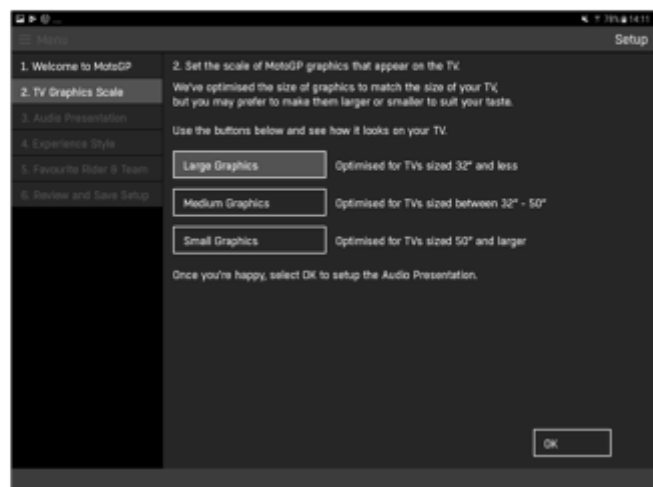 78% 14:11
Menu
Setup
1. Welcome to MotoGP
2. TV Graphics Scale
3. Audio Presentation
4. Experience Style
5. Favourite Rider & Team
6. Review and Save Setup
2. Set the scale of MotoGP graphics that appear on the TV.
We've optimised the size of graphics to match the size of your TV,
but you may prefer to make them larger or smaller to suit your taste.
Use the buttons below and see how it looks on your TV.
Large Graphics Optimised for TVs sized 32" and less
Medium Graphics Optimised for TVs sized between 32" - 50"
Small Graphics Optimised for TVs sized 50" and larger
Once you're happy, select OK to setup the Audio Presentation.
OK